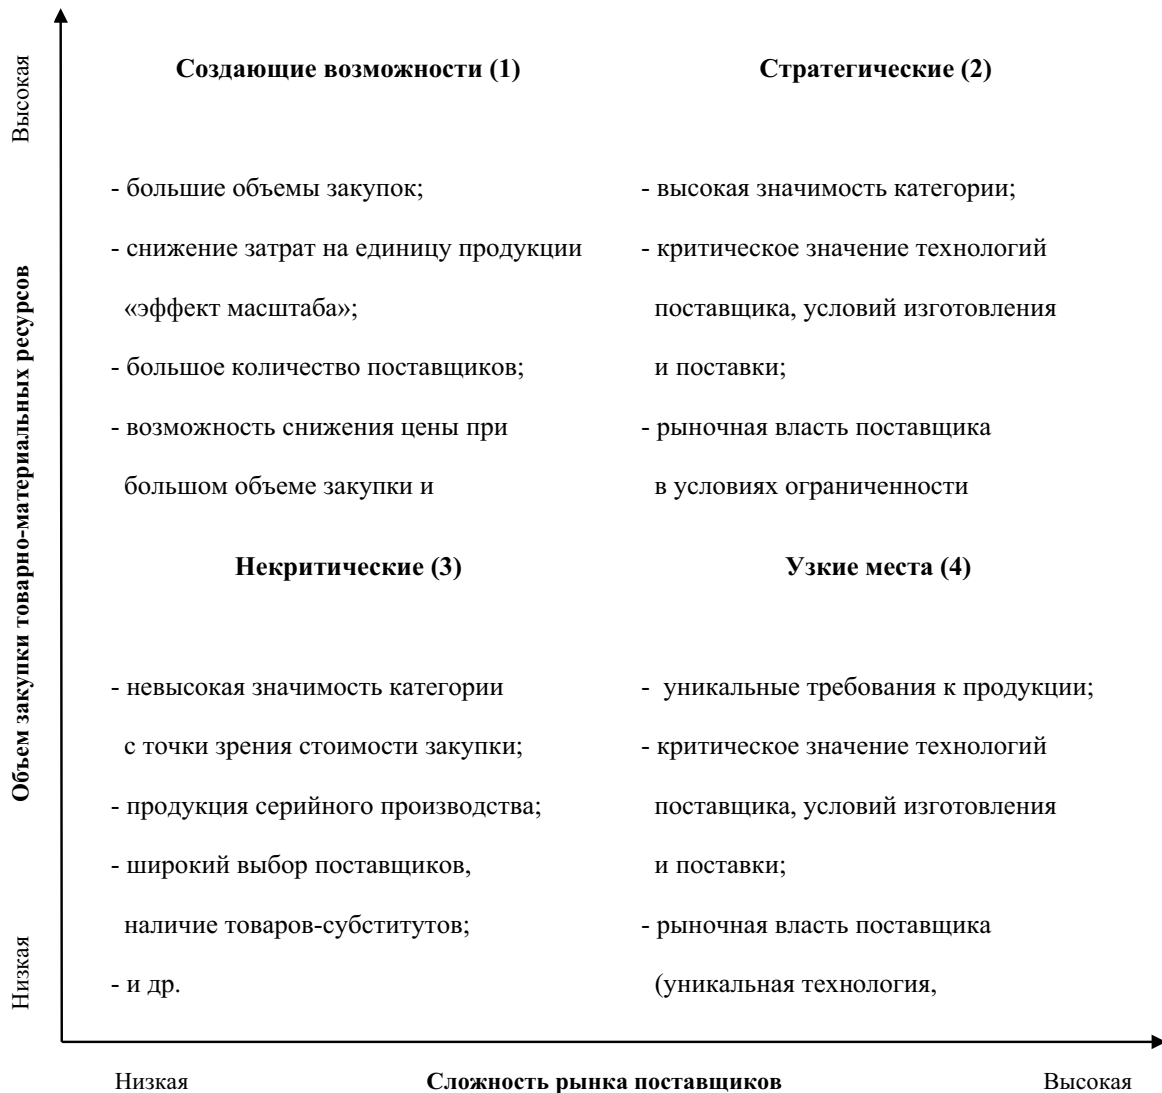 Высокая
Объем закупки товарно-материальных ресурсов
Низкая
Создающие возможности (1)
- большие объемы закупок;
- снижение затрат на единицу продукции
«эффект масштаба»;
- большое количество поставщиков;
- возможность снижения цены при
большом объеме закупки и
Стратегические (2)
- высокая значимость категории;
- критическое значение технологий
поставщика, условий изготовления
и поставки;
- рыночная власть поставщика
в условиях ограниченности
Некритические (3)
- невысокая значимость категории
с точки зрения стоимости закупки;
- продукция серийного производства;
- широкий выбор поставщиков,
наличие товаров-субститутов;
- и др.
Узкие места (4)
- уникальные требования к продукции;
- критическое значение технологий
поставщика, условий изготовления
и поставки;
- рыночная власть поставщика
(уникальная технология,
Низкая
Сложность рынка поставщиков
Высокая